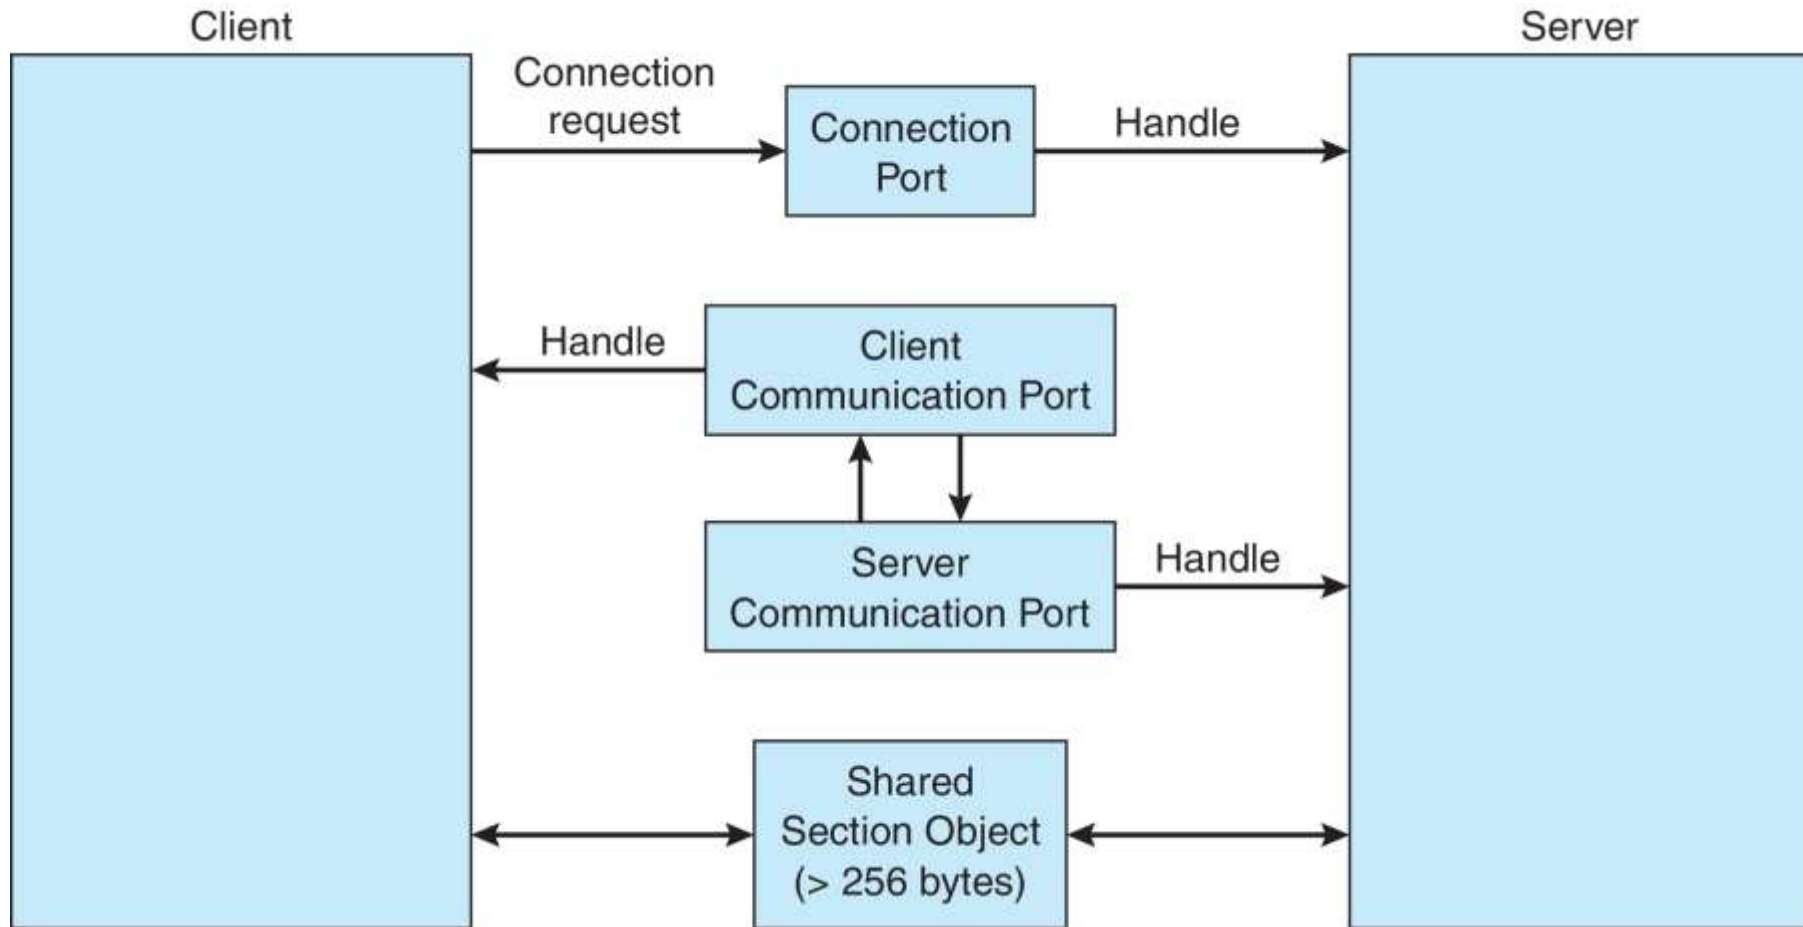 Client
Server
Connection
request
Connection
Port
Handle
Handle
Client
Communication Port
Server
Communication Port
Handle
Shared
Section Object
(> 256 bytes)